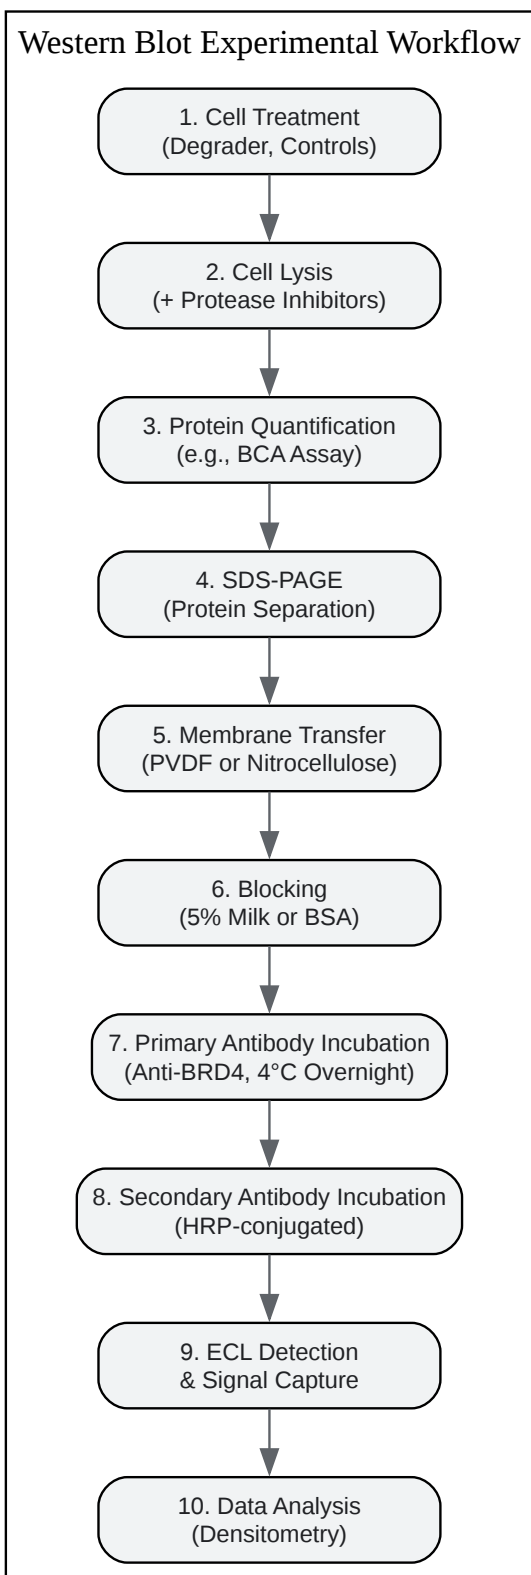 Western Blot Experimental Workflow
1. Cell Treatment
(Degrader, Controls)
2. Cell Lysis
(+ Protease Inhibitors)
3. Protein Quantification
(e.g., BCA Assay)
4. SDS-PAGE
(Protein Separation)
5. Membrane Transfer
(PVDF or Nitrocellulose)
6. Blocking
(5% Milk or BSA)
7. Primary Antibody Incubation
(Anti-BRD4, 4°C Overnight)
8. Secondary Antibody Incubation
(HRP-conjugated)
9. ECL Detection
& Signal Capture
10. Data Analysis
(Densitometry)